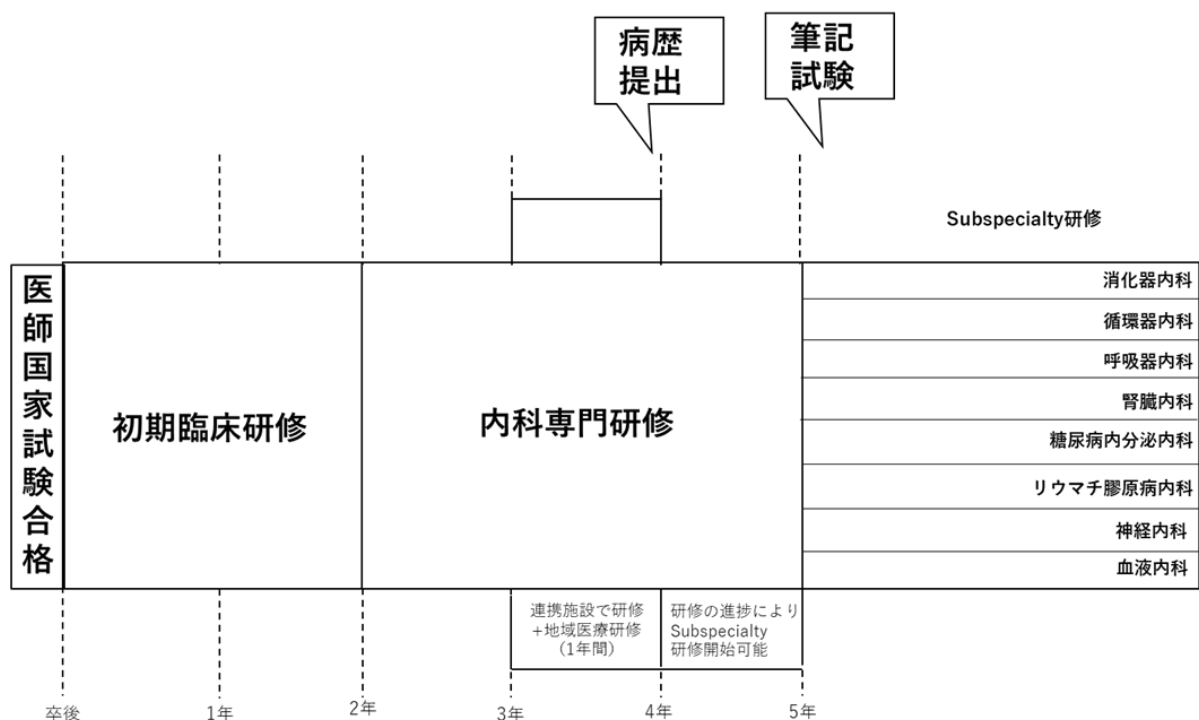 病歴
提出
筆記
試験
Subspecialty研修
医師国家試験合格
初期臨床研修
内科専門研修
消化器内科
循環器内科
呼吸器内科
腎臓内科
糖尿病内分泌内科
リウマチ膠原病内科
神経内科
血液内科
連携施設で研修
+地域医療研修
(1年間)
研修の進捗により
Subspecialty
研修開始可能
卒後
1年
2年
3年
4年
5年